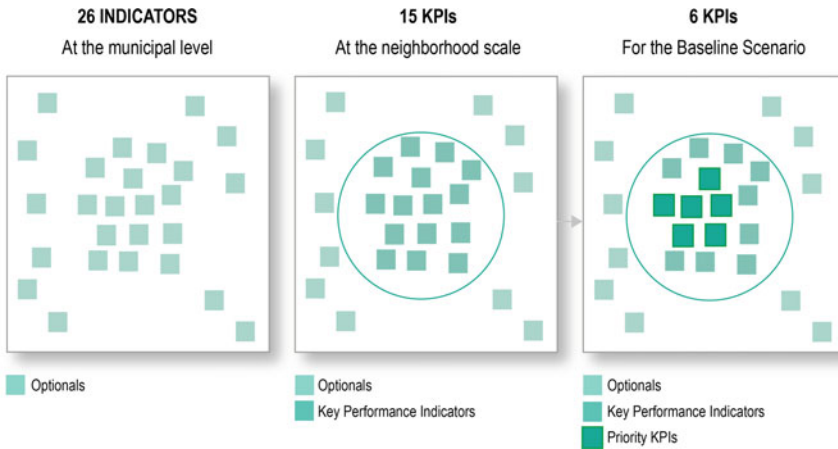 26 INDICATORS
At the municipal level
15 KPIs
At the neighborhood scale
6 KPIs
For the Baseline Scenario
Optionals
Optionals
Key Performance Indicators
Optionals
Key Performance Indicators
Priority KPIs